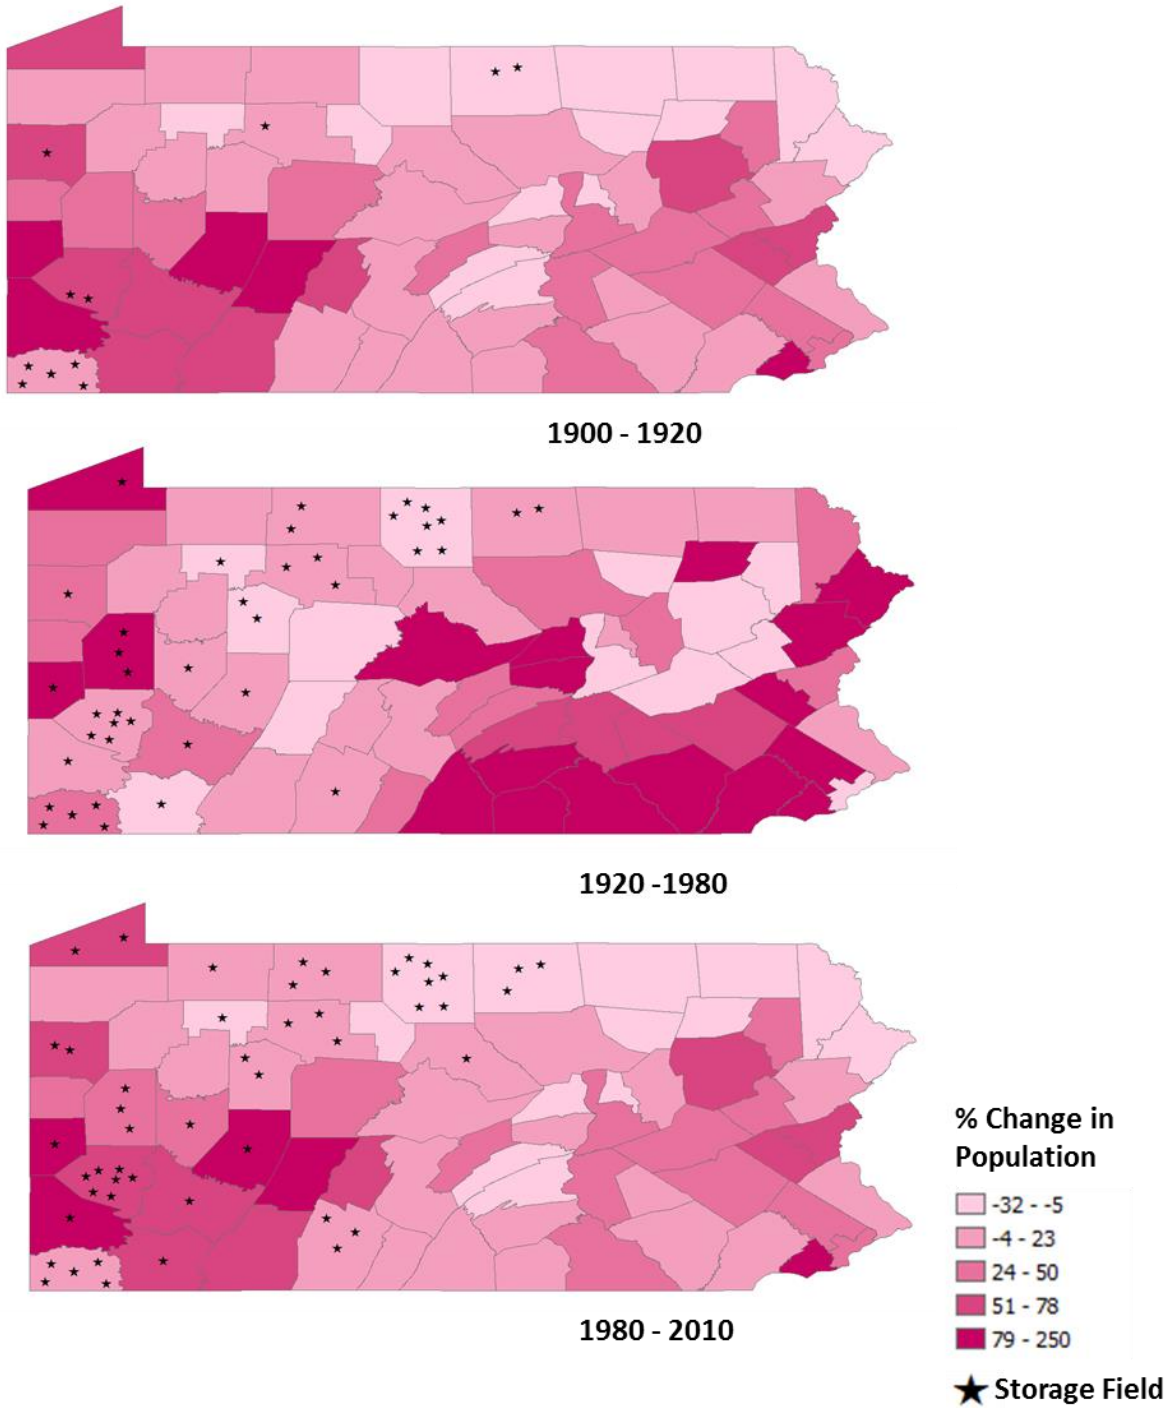 1900 - 1920
1920 -1980
% Change in
Population
-32 - -5
-4 - 23
24 - 50
51 - 78
79 - 250
1980 - 2010
Storage Field